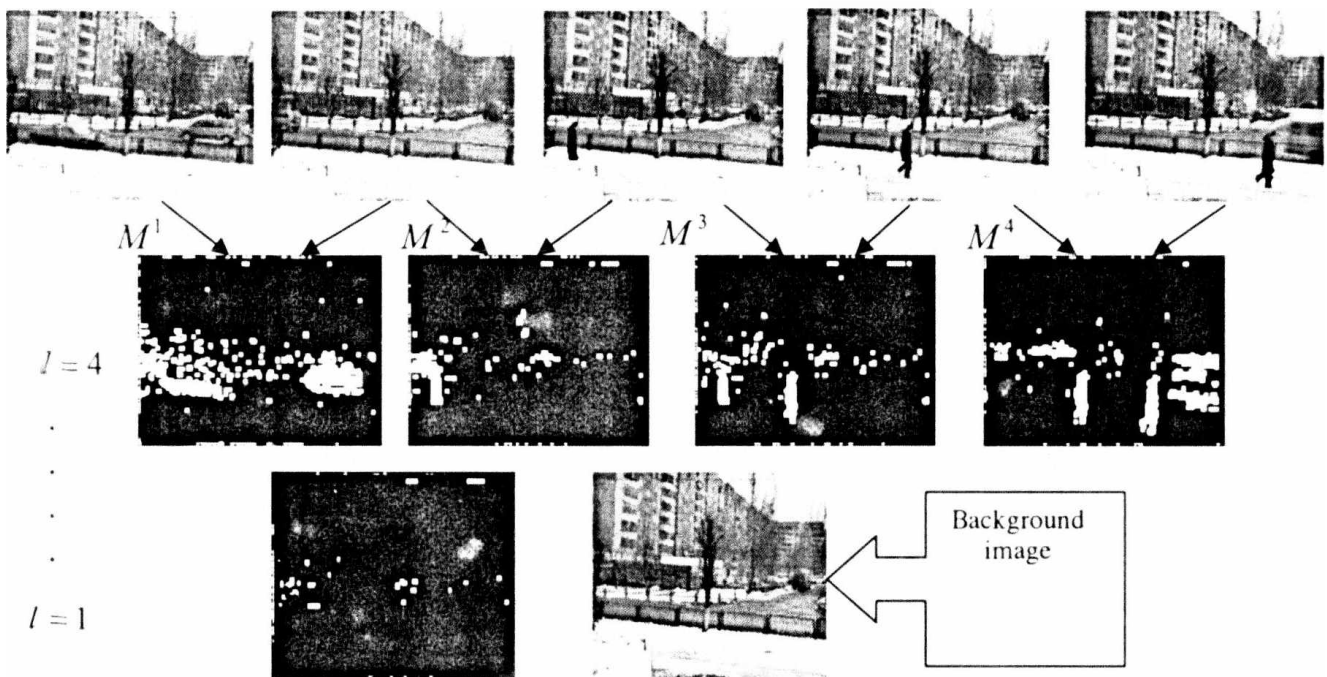 M¹ M² M³ M⁴
l = 4
.
.
.
.
l = 1
Background
image